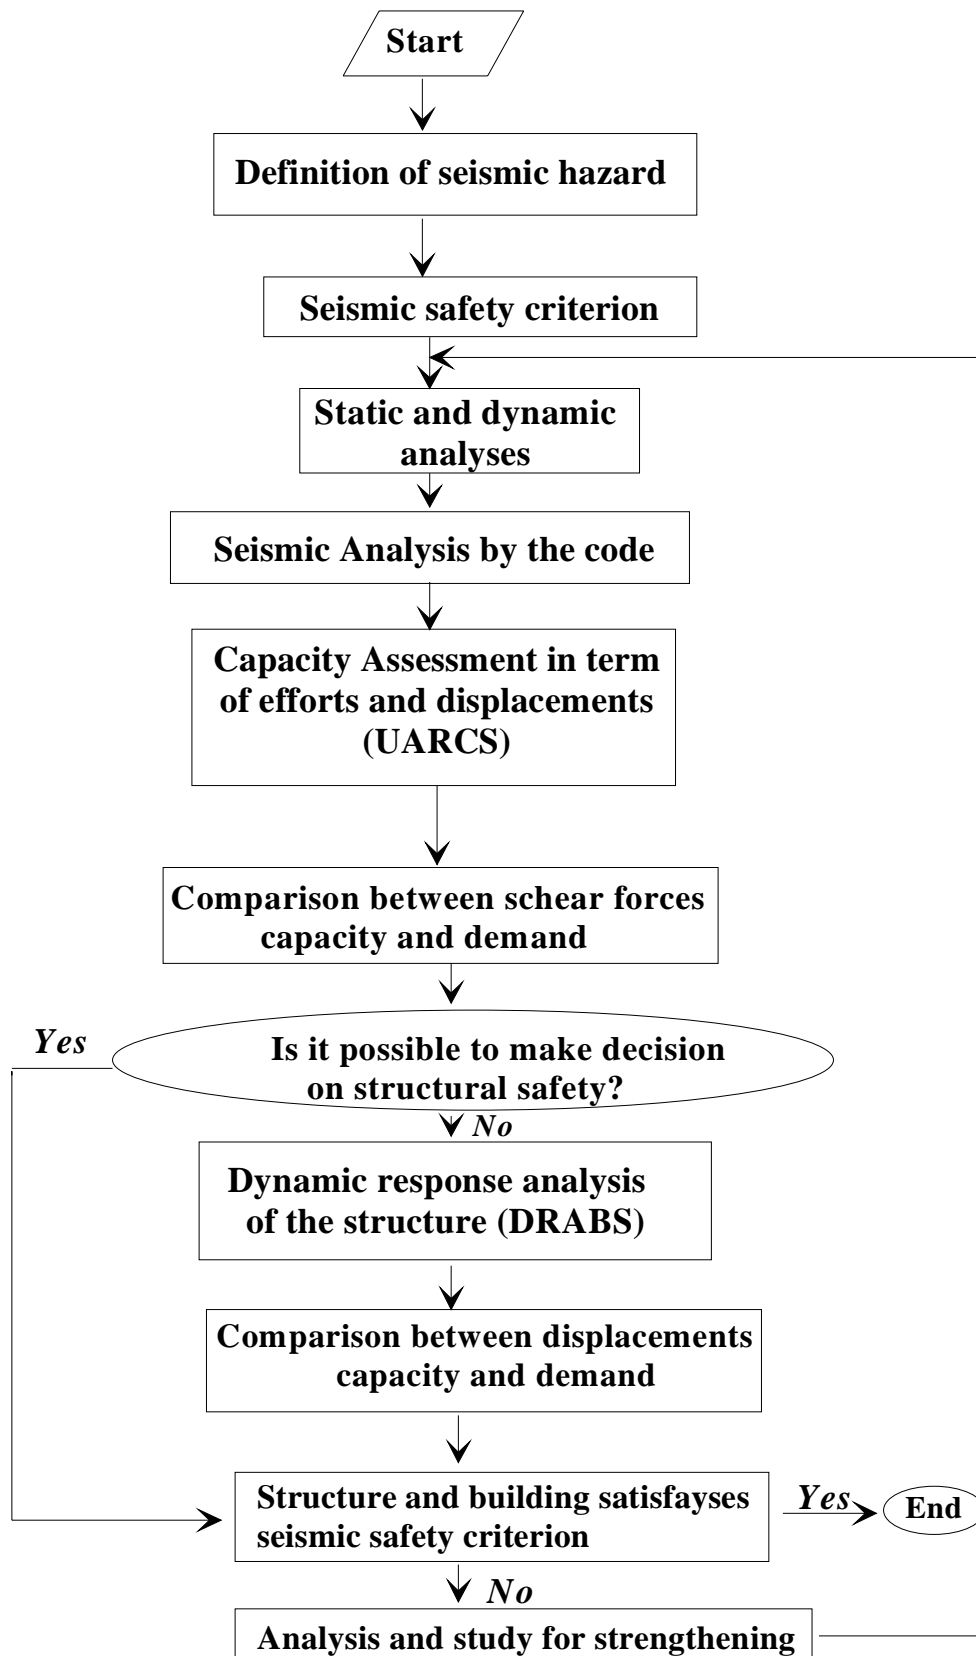 Start
Definition of seismic hazard
Seismic safety criterion
Static and dynamic
analyses
Seismic Analysis by the code
Capacity Assessment in term
of efforts and displacements
(UARCS)
Comparison between schear forces
capacity and demand
Yes
Is it possible to make decision
on structural safety?
No
Dynamic response analysis
of the structure (DRABS)
Comparison between displacements
capacity and demand
Structure and building satisfayses
seismic safety criterion
Yes
End
No
Analysis and study for strengthening